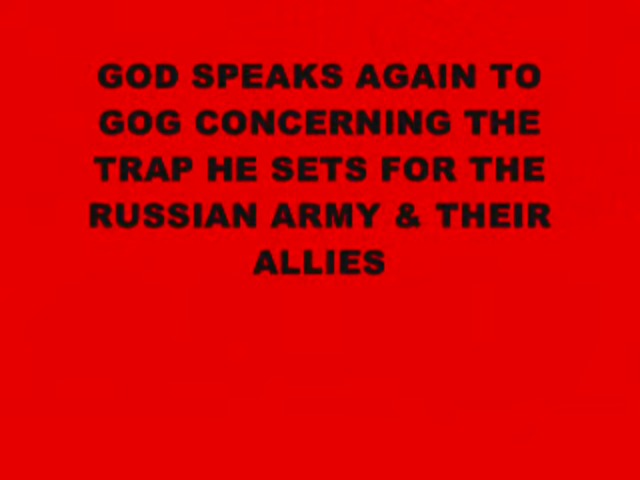 GOD SPEAKS AGAIN TO
GOG CONCERNING THE
TRAP HE SETS FOR THE
RUSSIAN ARMY & THEIR
ALLIES